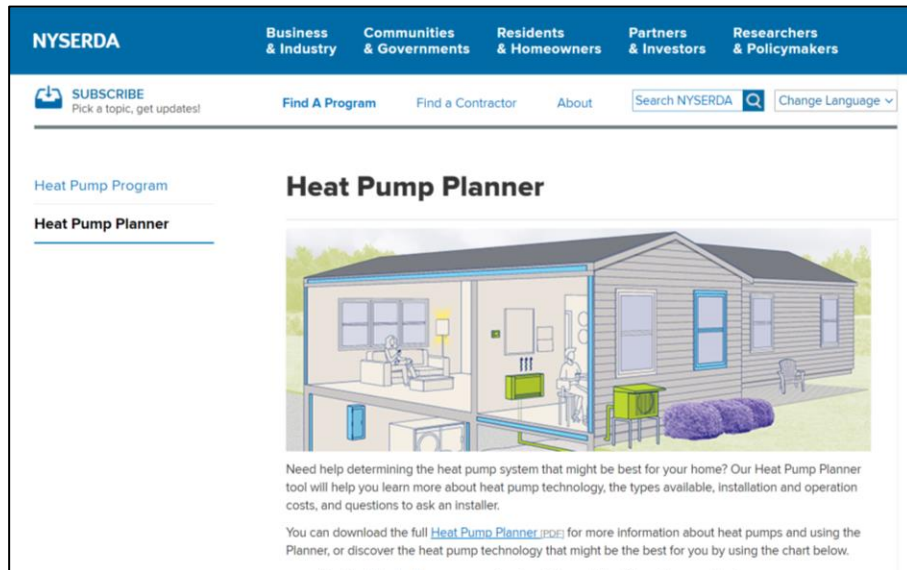 NYSERDA
Business
& Industry
Communities
& Governments
Residents
& Homeowners
Partners
& Investors
Researchers
& Policymakers
SUBSCRIBE
Pick a topic, get updates!
Find A Program
Find a Contractor
About
Search NYSERDA
Change Language
Heat Pump Program
Heat Pump Planner
Heat Pump Planner
Need help determining the heat pump system that might be best for your home? Our Heat Pump Planner
tool will help you learn more about heat pump technology, the types available, installation and operation
costs, and questions to ask an installer.
You can download the full Heat Pump Planner [PDF] for more information about heat pumps and using the
Planner, or discover the heat pump technology that might be the best for you by using the chart below.